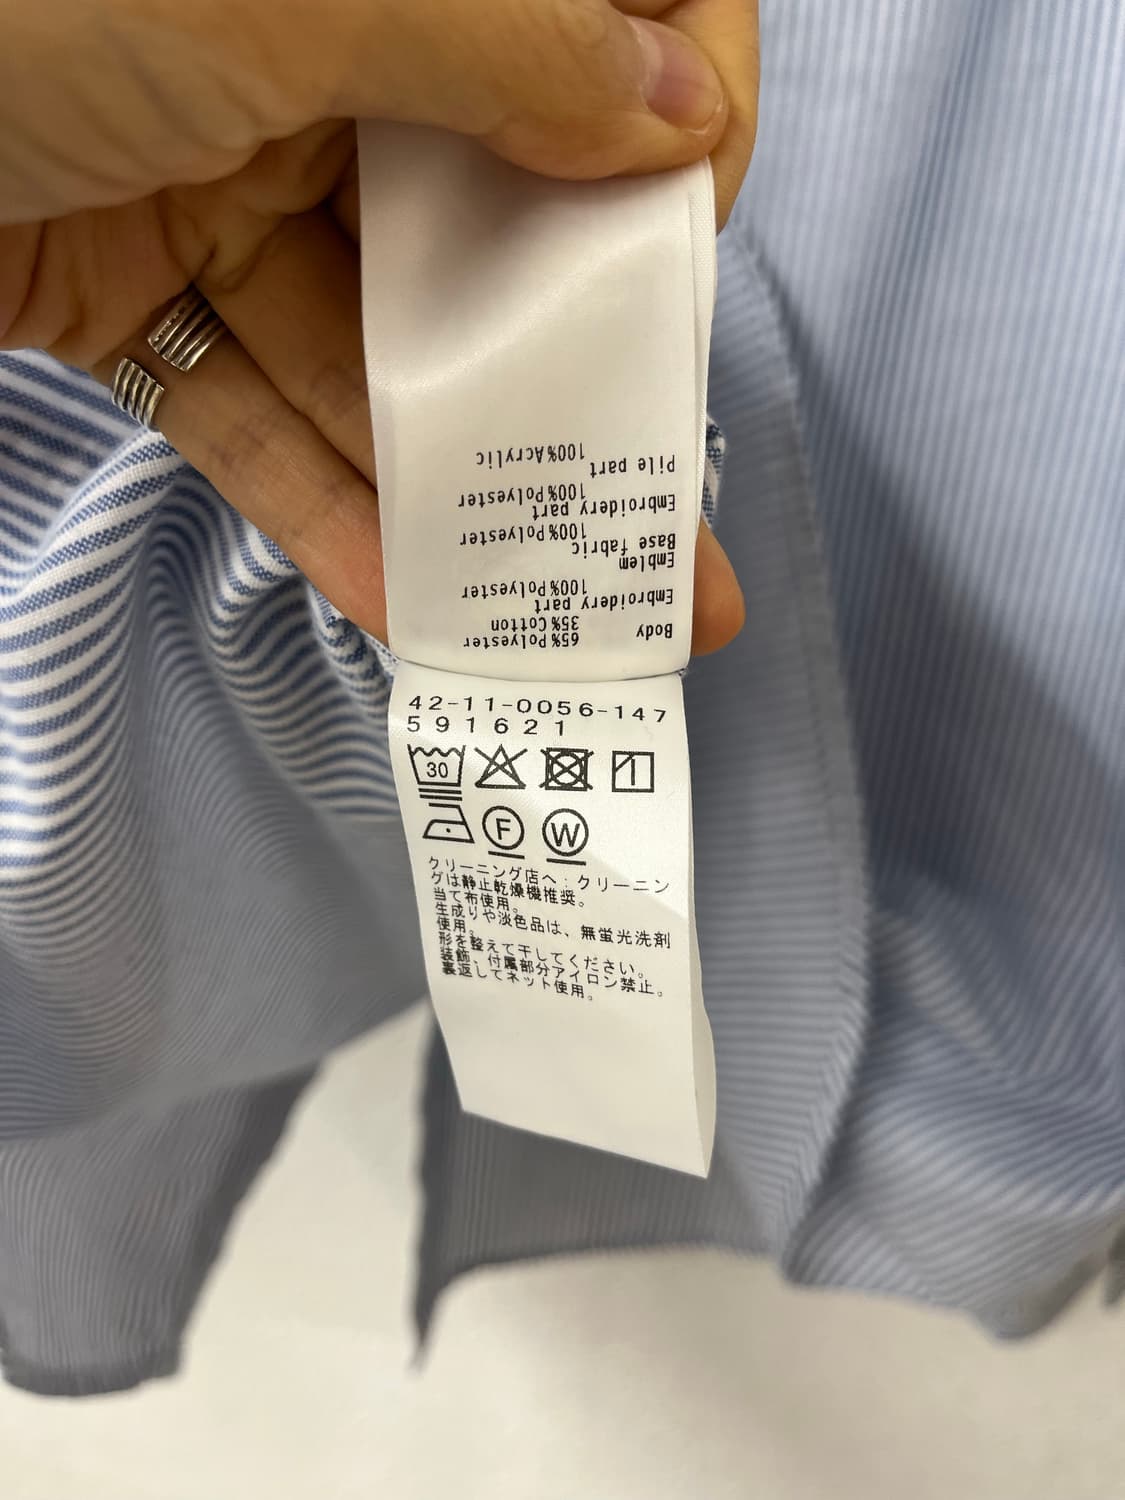 Body
65%Polyester
35%Cotton
Embroidery part
100%Polyester
Emblem
Base fabric
100%Polyester
Embroidery part
100%Polyester
Pile part
100%Acrylic
42-11-0056-147
591621
30
F W
クリーニング店へ:クリーニン
グは静止乾燥機推奨。
当て布使用。
生成りや淡色品は、無蛍光洗剤
使用。
形を整えて干してください。
装飾、付属部分アイロン禁止。
裏返してネット使用。